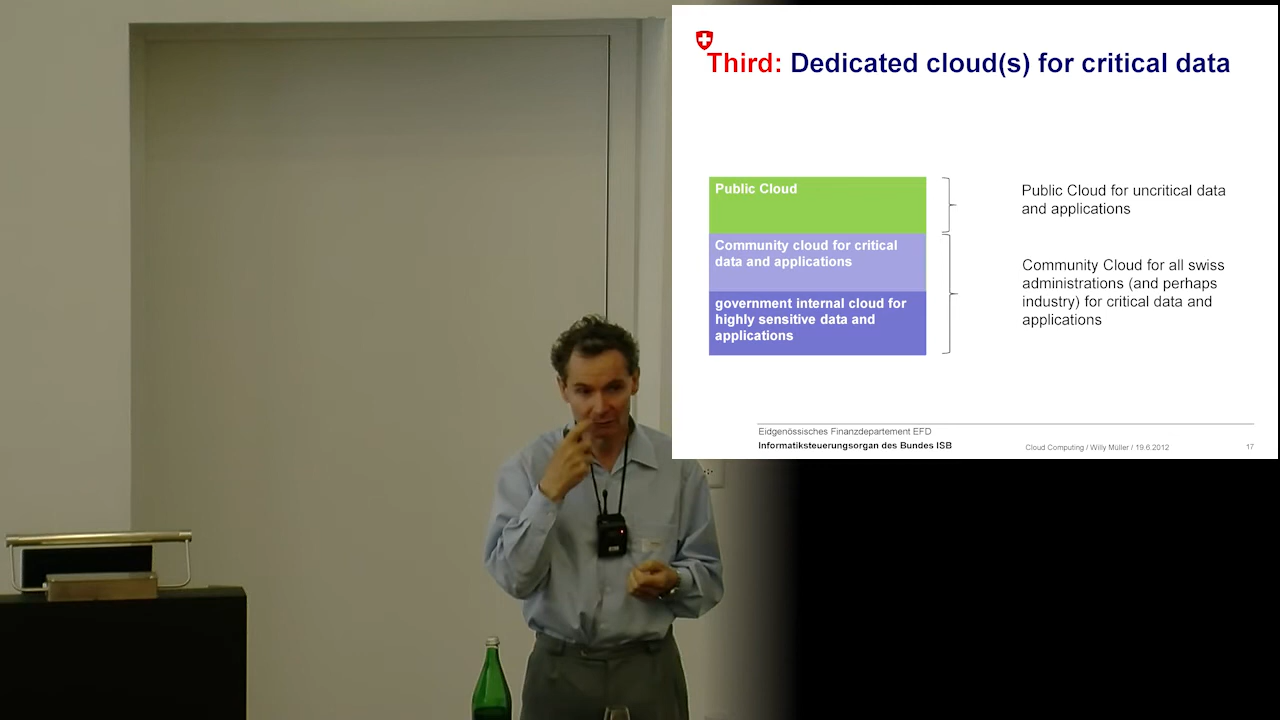 Third: Dedicated cloud(s) for critical data
Public Cloud
Community cloud for critical
data and applications
government internal cloud for
highly sensitive data and
applications
Public Cloud for uncritical data
and applications
Community Cloud for all swiss
administrations (and perhaps
industry) for critical data and
applications
Eidgenössisches Finanzdepartement EFD
Informatiksteuerungsorgan des Bundes ISB
Cloud Computing / Willy Müller / 19.6.2012
17